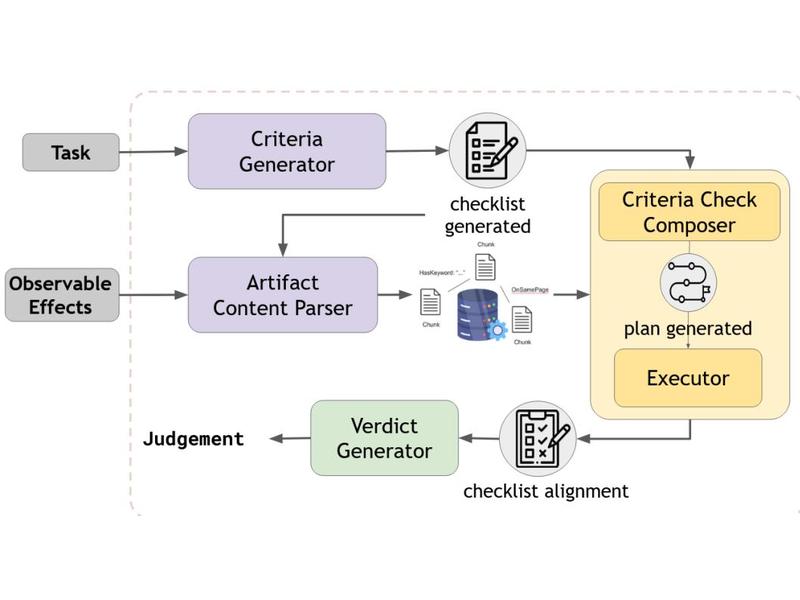 Task
Criteria
Generator
checklist
generated
Criteria Check
Composer
Observable
Effects
Artifact
Content Parser
Chunk
HasKeyword: "..."
OnSamePage
Chunk
Chunk
plan generated
Executor
Judgement
Verdict
Generator
checklist alignment